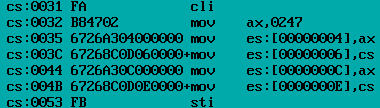 cs:0031 FA cli
cs:0032 B84702 mov ax,0247
cs:0035 6726A304000000 mov es:[00000004],ax
cs:003C 67268C0D060000+mov es:[00000006],cs
cs:0044 6726A30C000000 mov es:[0000000C],ax
cs:004B 67268C0D0E0000+mov es:[0000000E],cs
cs:0053 FB sti